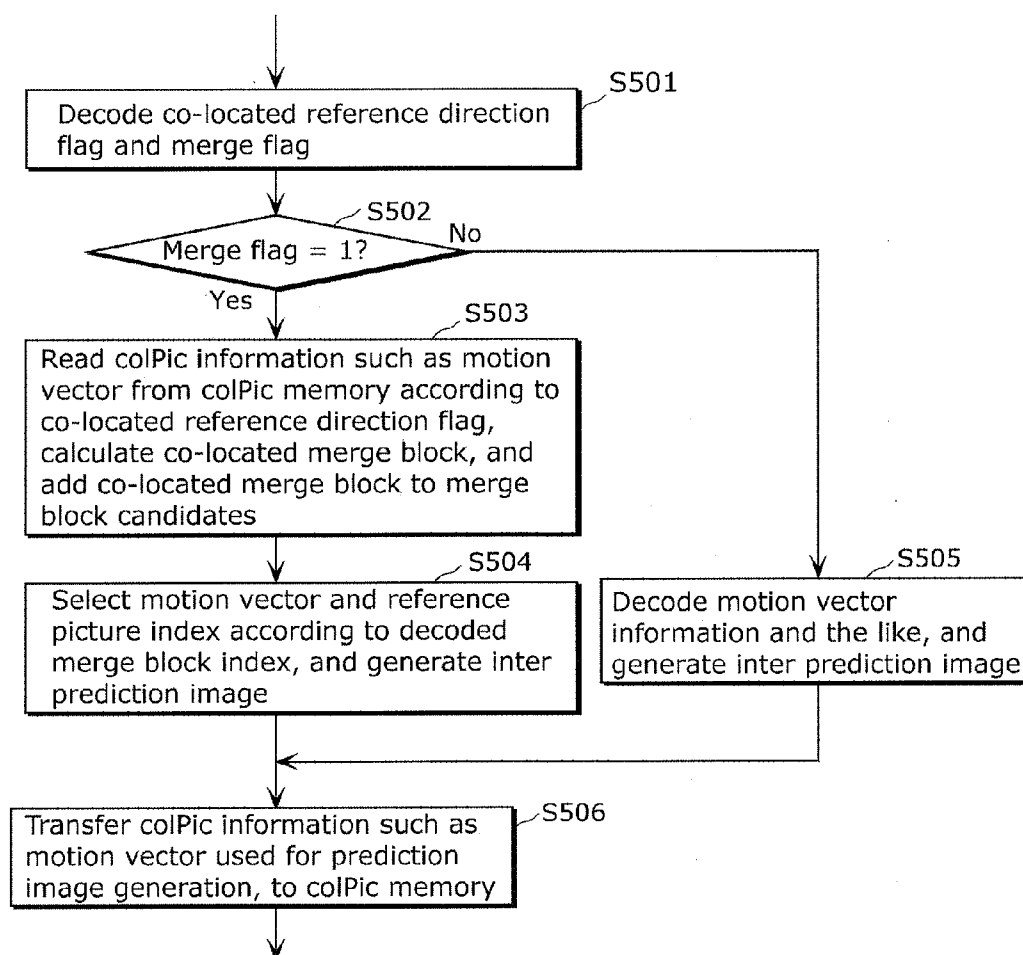 S501
Decode co-located reference direction
flag and merge flag
S502
Merge flag = 1?
No
Yes
S503
Read colPic information such as motion
vector from colPic memory according to
co-located reference direction flag,
calculate co-located merge block, and
add co-located merge block to merge
block candidates
S504
Select motion vector and reference
picture index according to decoded
merge block index, and generate inter
prediction image
S505
Decode motion vector
information and the like, and
generate inter prediction image
S506
Transfer colPic information such as
motion vector used for prediction
image generation, to colPic memory